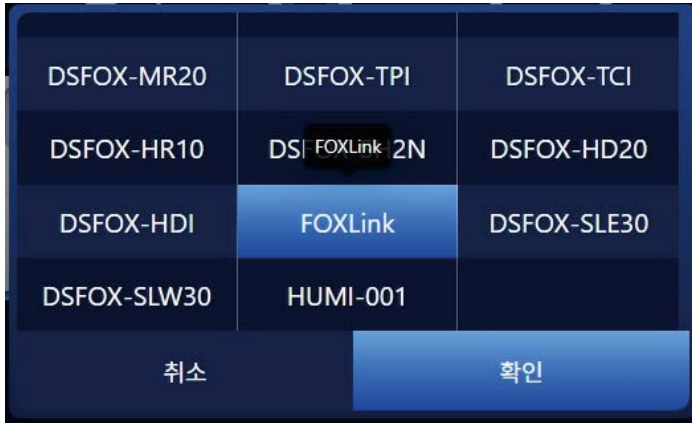 DSFOX-MR20 DSFOX-TPI DSFOX-TCI
FOXLink
DSFOX-HR10 2N DSFOX-HD20
DSFOX-HDI FOXLink DSFOX-SLE30
DSFOX-SLW30 HUMI-001
취소 확인